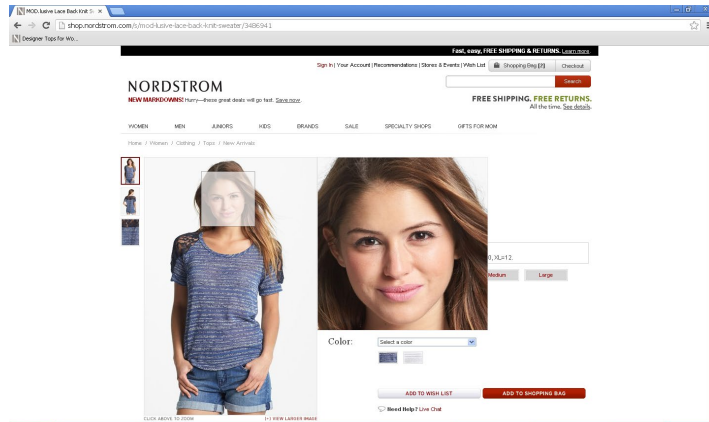 MOD.lusive Lace Back Knit S
shop.nordstrom.com/s/mod-lusive-lace-back-knit-sweater/3486941
Designer Tops for Wo...
Fast, easy, FREE SHIPPING & RETURNS. Learn more.
Sign In | Your Account | Recommendations | Stores & Events | Wish List Shopping Bag Checkout
NORDSTROM
Search
NEW MARKDOWNS! Hurry—these great deals will go fast. Save now.
FREE SHIPPING. FREE RETURNS.
All the time. See details.
WOMEN MEN JUNIORS KIDS BRANDS SALE SPECIALTY SHOPS GIFTS FOR MOM
Home / Women / Clothing / Tops / New Arrivals
0, XL=12.
Medium Large
Color: Select a color
ADD TO WISH LIST ADD TO SHOPPING BAG
Need Help? Live Chat
CLICK ABOVE TO ZOOM [+] VIEW LARGER IMAGE